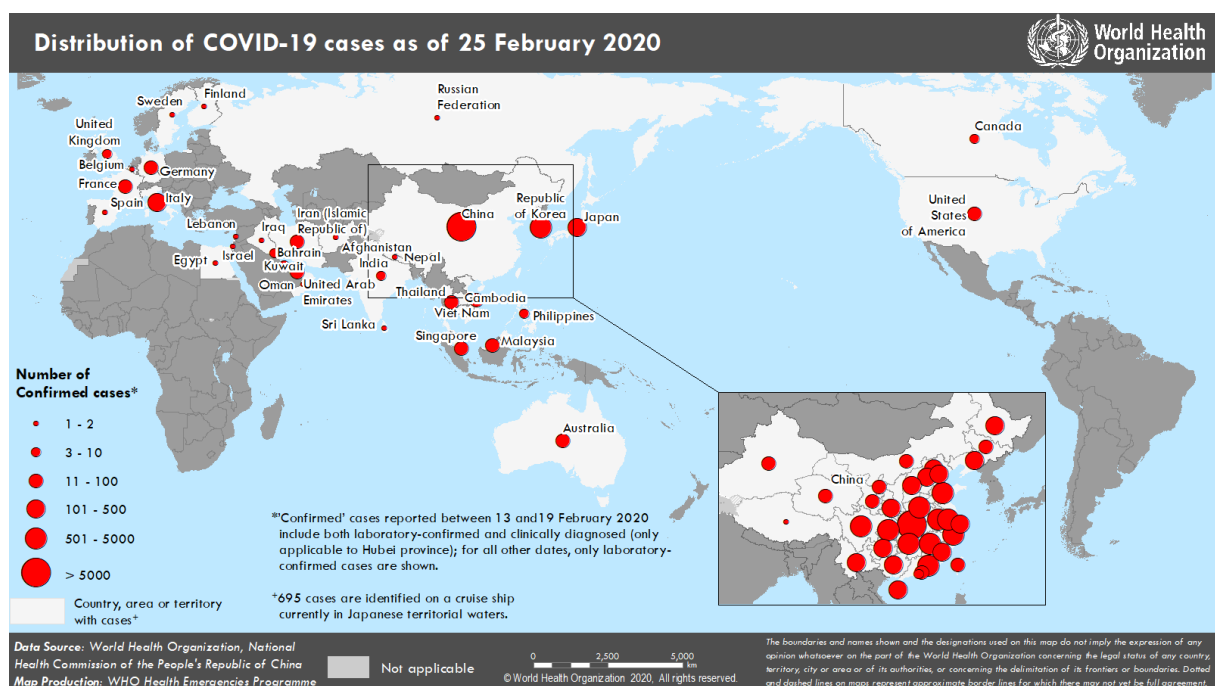 Distribution of COVID-19 cases as of 25 February 2020
World Health
Organization
Sweden
Finland
Russian
Federation
Canada
United
Kingdom
Belgium
Germany
France
Spain
Italy
Republic
of Korea
China
Japan
United
States
of America
Lebanon
Iraq
Iran (Islamic
Republic of)
Afghanistan
Egypt
Israel
Bahrain
Kuwait
Nepal
India
Oman
United Arab
Emirates
Thailand
Cambodia
Viet Nam
Philippines
Sri Lanka
Singapore
Malaysia
Australia
China
Number of
Confirmed cases*
1 - 2
3 - 10
11 - 100
101 - 500
501 - 5000
> 5000
Country, area or territory
with cases+
*'Confirmed' cases reported between 13 and19 February 2020
include both laboratory-confirmed and clinically diagnosed (only
applicable to Hubei province); for all other dates, only laboratory-
confirmed cases are shown.
+695 cases are identified on a cruise ship
currently in Japanese territorial waters.
Data Source: World Health Organization, National
Health Commission of the People's Republic of China
Map Production: WHO Health Emergencies Programme
Not applicable
0 2,500 5,000
km
© World Health Organization 2020, All rights reserved.
The boundaries and names shown and the designations used on this map do not imply the expression of any
opinion whatsoever on the part of the World Health Organization concerning the legal status of any country,
territory, city or area or of its authorities, or concerning the delimitation of its frontiers or boundaries. Dotted
and dashed lines on maps represent approximate border lines for which there may not yet be full agreement.